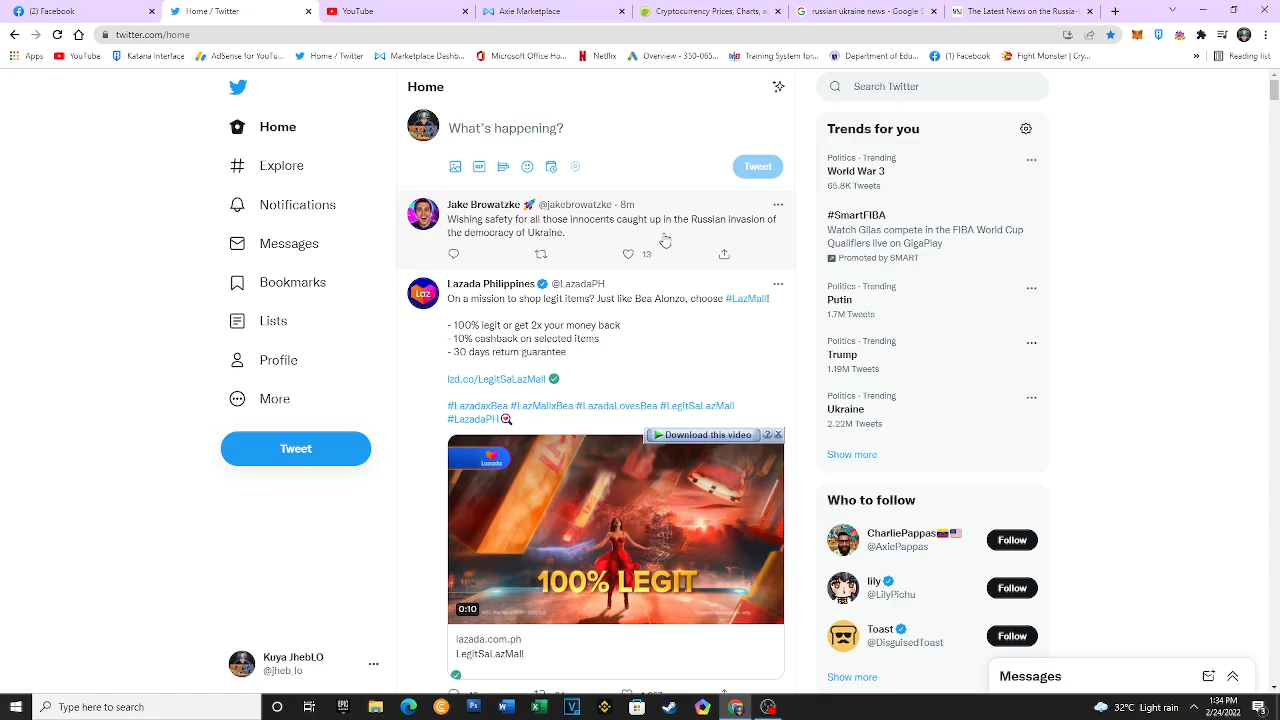 (2) Facebook
Home / Twitter
YouTube
Axie Marketplace
Cryptocurrency Prices, Charts
russian ukraine news - Google S
The Latest News on the Russia-
twitter.com/home
Apps
YouTube
Katana Interface
AdSense on YouTu...
Home / Twitter
Marketplace Dashb...
Microsoft Office Ho...
Netflix
Overview - 350-065...
Training System for...
Department of Edu...
(1) Facebook
Fight Monster | Cry...
Reading list
Home
Explore
Notifications
Messages
Bookmarks
Lists
Profile
More
Tweet
Kuya JhebLO
@jheb_lo
Home
What's happening?
GIF
Tweet
Jake Browatzke 🚀 @jakebrowatzke · 8m
Wishing safety for all those innocents caught up in the Russian invasion of
the democracy of Ukraine.
13
Lazada Philippines @LazadaPH
On a mission to shop legit items? Just like Bea Alonzo, choose #LazMall!
- 100% legit or get 2x your money back
- 10% cashback on selected items
- 30 days return guarantee
lzd.co/LegitSaLazMall
#LazadaxBea #LazMallxBea #LazadaLovesBea #LegitSaLazMall
#LazadaPH
Download this video
Lazada
100% LEGIT
0:10
lazada.com.ph
LegitSaLazMall
Search Twitter
Trends for you
Politics · Trending
World War 3
65.8K Tweets
#SmartFIBA
Watch Gilas compete in the FIBA World Cup
Qualifiers live on GigaPlay
Promoted by SMART
Politics · Trending
Putin
1.7M Tweets
Politics · Trending
Trump
1.19M Tweets
Politics · Trending
Ukraine
2.22M Tweets
Show more
Who to follow
CharliePappas
@AxiePappas
Follow
lily
@LilyPichu
Follow
Toast
@DisguisedToast
Follow
Show more
Messages
Type here to search
32°C Light rain
1:34 PM
2/24/2022